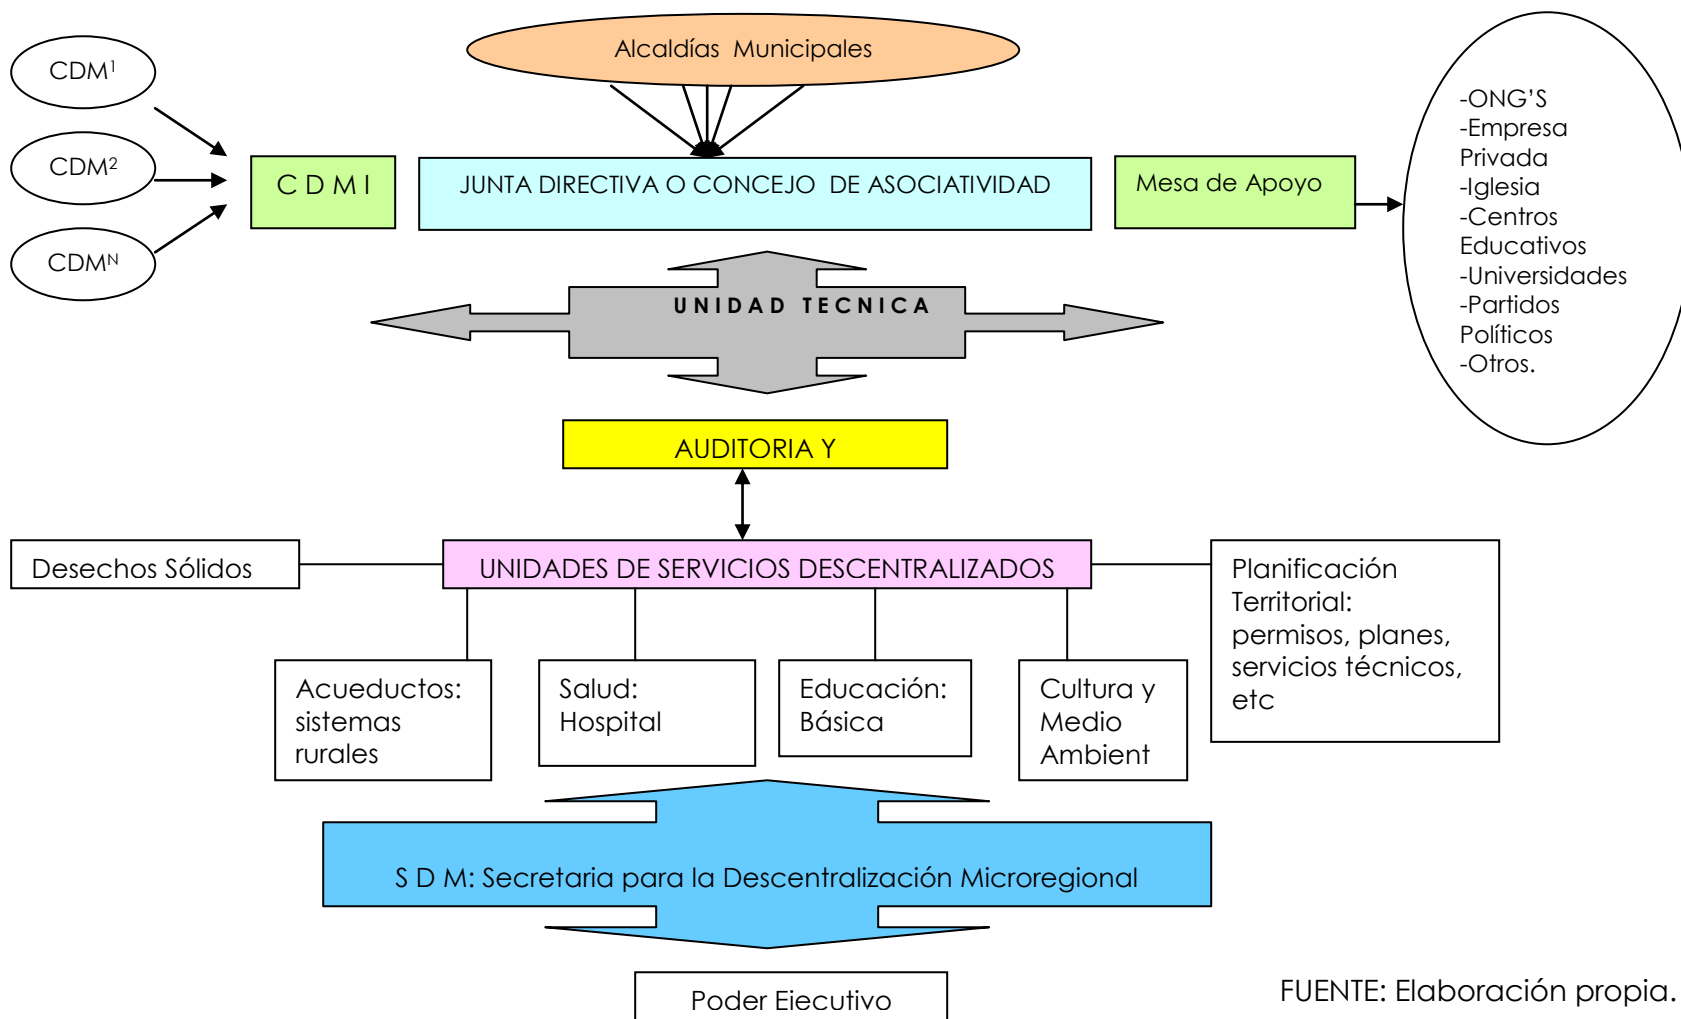 Alcaldías Municipales
CDM¹
CDM²
CDMᴺ
C D M I
JUNTA DIRECTIVA O CONCEJO DE ASOCIATIVIDAD
Mesa de Apoyo
-ONG'S
-Empresa
Privada
-Iglesia
-Centros
Educativos
-Universidades
-Partidos
Políticos
-Otros.
UNIDAD TECNICA
AUDITORIA Y
Desechos Sólidos
UNIDADES DE SERVICIOS DESCENTRALIZADOS
Planificación
Territorial:
permisos, planes,
servicios técnicos,
etc
Acueductos:
sistemas
rurales
Salud:
Hospital
Educación:
Básica
Cultura y
Medio
Ambient
S D M: Secretaria para la Descentralización Microregional
Poder Ejecutivo
FUENTE: Elaboración propia.